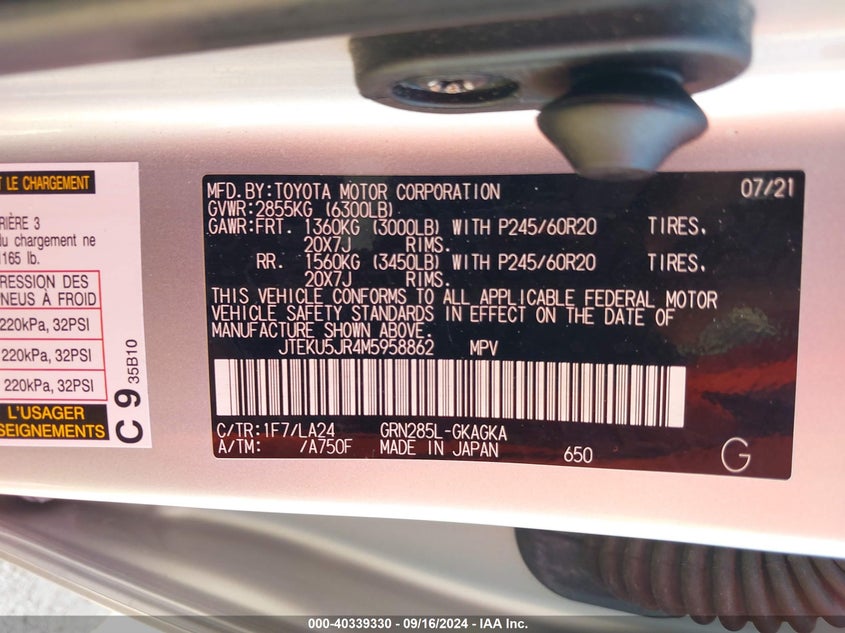 T LE CHARGEMENT
RIÈRE 3
du chargement ne
165 lb.
RESSION DES
NEUS À FROID
220kPa, 32PSI
220kPa, 32PSI
220kPa, 32PSI
L'USAGER
SEIGNEMENTS
C 9 35B10
MFD.BY:TOYOTA MOTOR CORPORATION 07/21
GVWR:2855KG (6300LB)
GAWR:FRT. 1360KG (3000LB) WITH P245/60R20 TIRES.
20X7J RIMS.
RR. 1560KG (3450LB) WITH P245/60R20 TIRES.
20X7J RIMS.
THIS VEHICLE CONFORMS TO ALL APPLICABLE FEDERAL MOTOR
VEHICLE SAFETY STANDARDS IN EFFECT ON THE DATE OF
MANUFACTURE SHOWN ABOVE.
JTEKU5JR4M5958862 MPV
C/TR:1F7/LA24 GRN285L-GKAGKA
A/TM: /A750F MADE IN JAPAN 650 G
000-40339330 - 09/16/2024 - IAA Inc.